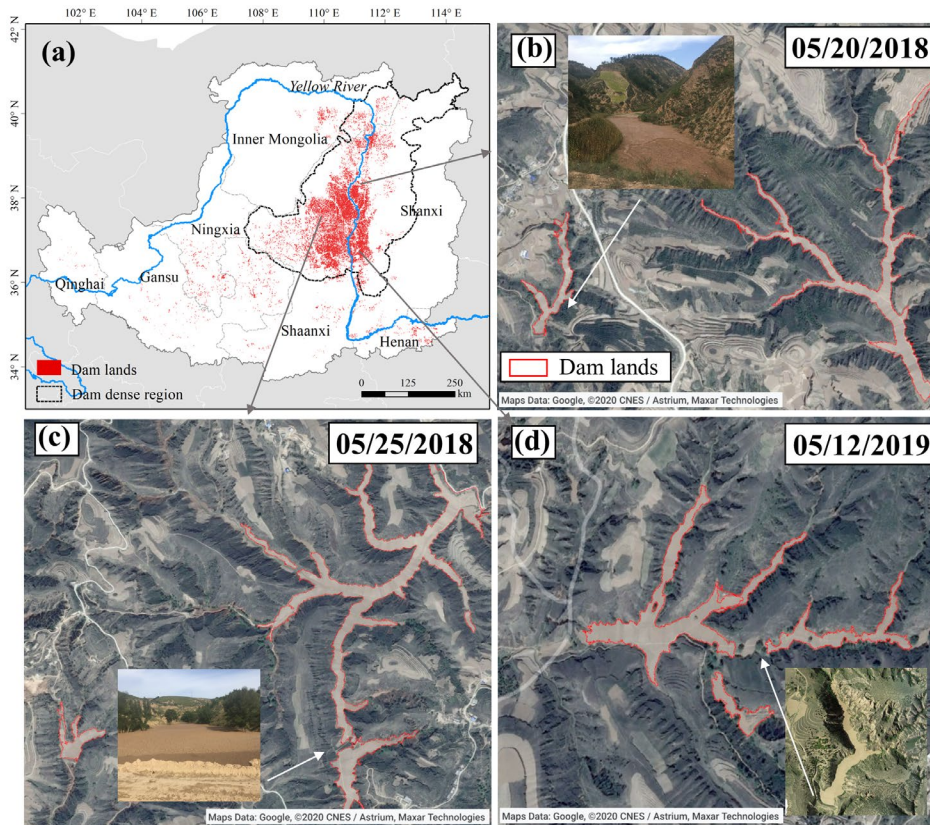 102° E 104° E 106° E 108° E 110° E 112° E 114° E
42° N
40° N
38° N
36° N
34° N
(a)
Yellow River
Inner Mongolia
Shanxi
Ningxia
Gansu
Qinghai
Shaanxi
Henan
Dam lands
Dam dense region
0 125 250
km
(b)
05/20/2018
Dam lands
Maps Data: Google, ©2020 CNES / Astrium, Maxar Technologies
(c)
05/25/2018
Maps Data: Google, ©2020 CNES / Astrium, Maxar Technologies
(d)
05/12/2019
Maps Data: Google, ©2020 CNES / Astrium, Maxar Technologies